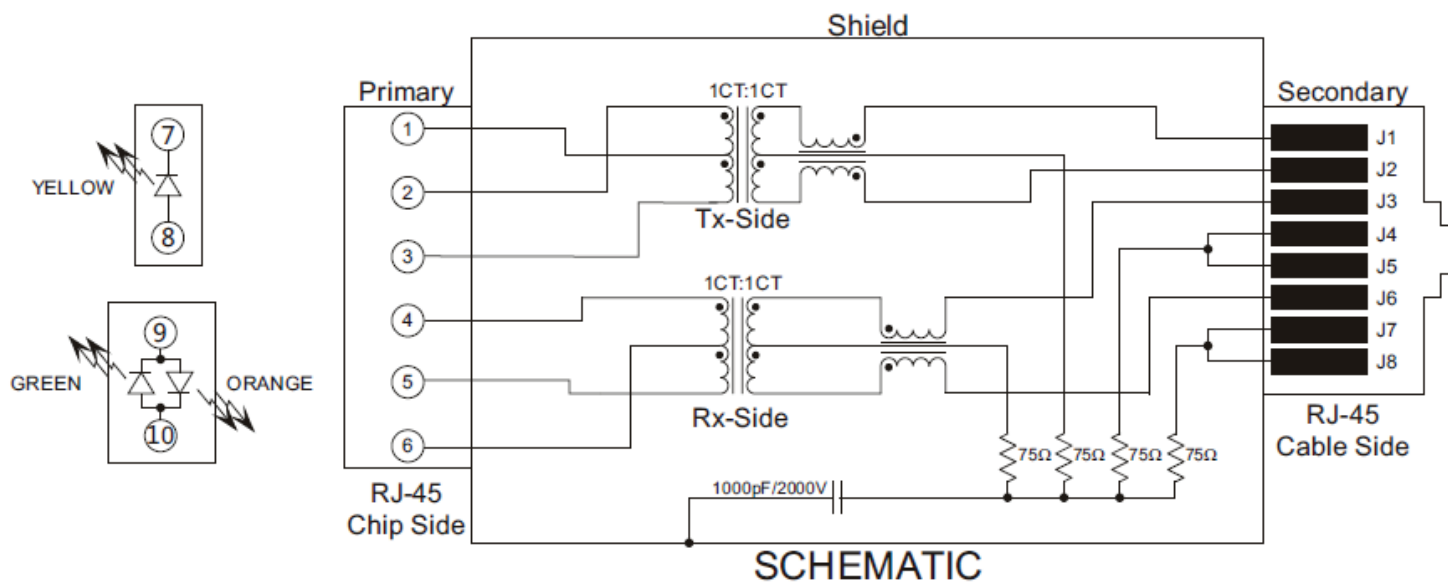 Shield
Primary
1CT:1CT
Secondary
1
2
3
4
5
6
7
YELLOW
8
9
GREEN
ORANGE
10
Tx-Side
1CT:1CT
Rx-Side
J1
J2
J3
J4
J5
J6
J7
J8
RJ-45
Chip Side
1000pF/2000V
75Ω
75Ω
75Ω
75Ω
RJ-45
Cable Side
SCHEMATIC